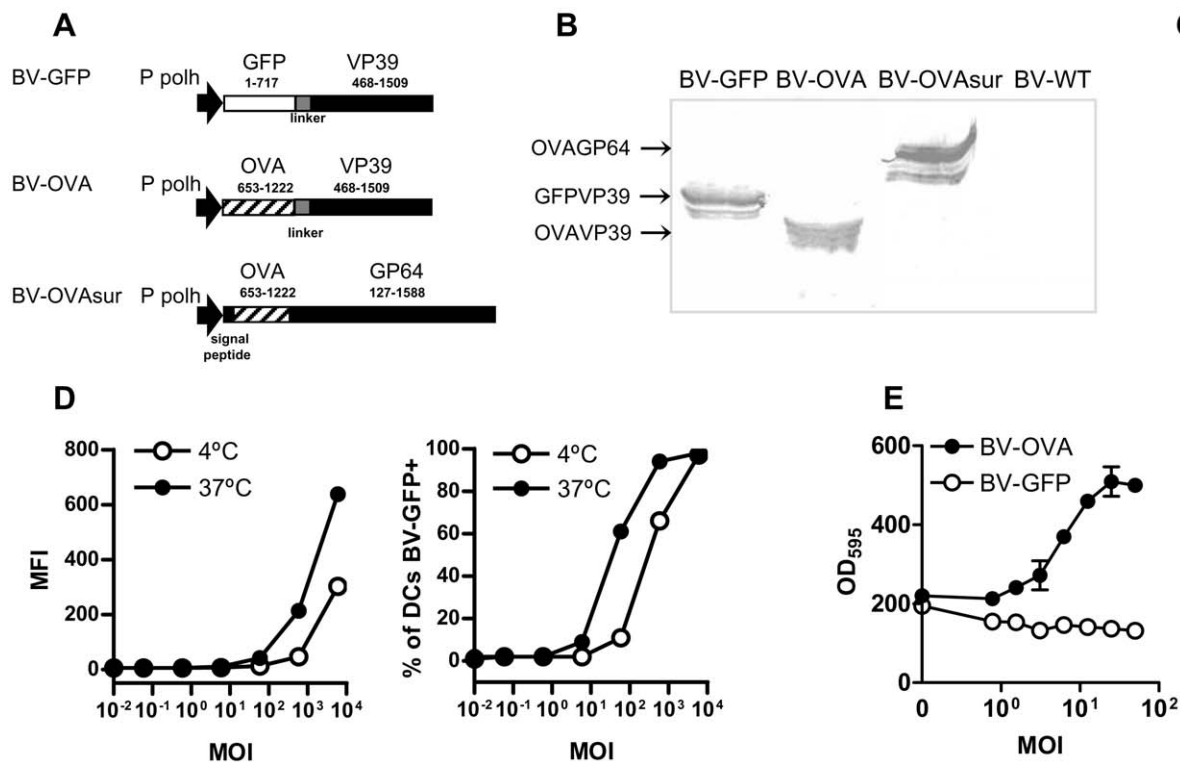 A
BV-GFP
P polh
GFP
1-717
VP39
468-1509
linker
BV-OVA
P polh
OVA
653-1222
VP39
468-1509
linker
BV-OVAsur
P polh
OVA
653-1222
GP64
127-1588
signal
peptide
B
BV-GFP BV-OVA BV-OVAsur BV-WT
OVAGP64
GFPVP39
OVAVP39
D
4ºC
37ºC
MFI
800
600
400
200
0
10-2 10-1 100 101 102 103 104
MOI
4ºC
37ºC
% of DCs BV-GFP+
100
80
60
40
20
0
10-2 10-1 100 101 102 103 104
MOI
E
BV-OVA
BV-GFP
OD595
600
400
200
0
0 100 101 102
MOI